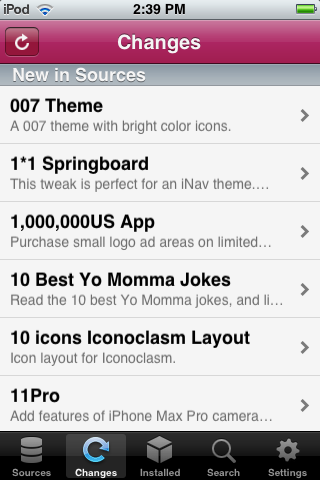 iPod 2:39 PM
Changes
New in Sources
007 Theme
A 007 theme with bright color icons.
1*1 Springboard
This tweak is perfect for an iNav theme....
1,000,000US App
Purchase small logo ad areas on limited...
10 Best Yo Momma Jokes
Read the 10 best Yo Momma jokes, and li...
10 icons Iconoclasm Layout
Icon layout for Iconoclasm.
11Pro
Add features of iPhone Max Pro camera...
Sources Changes Installed Search Settings